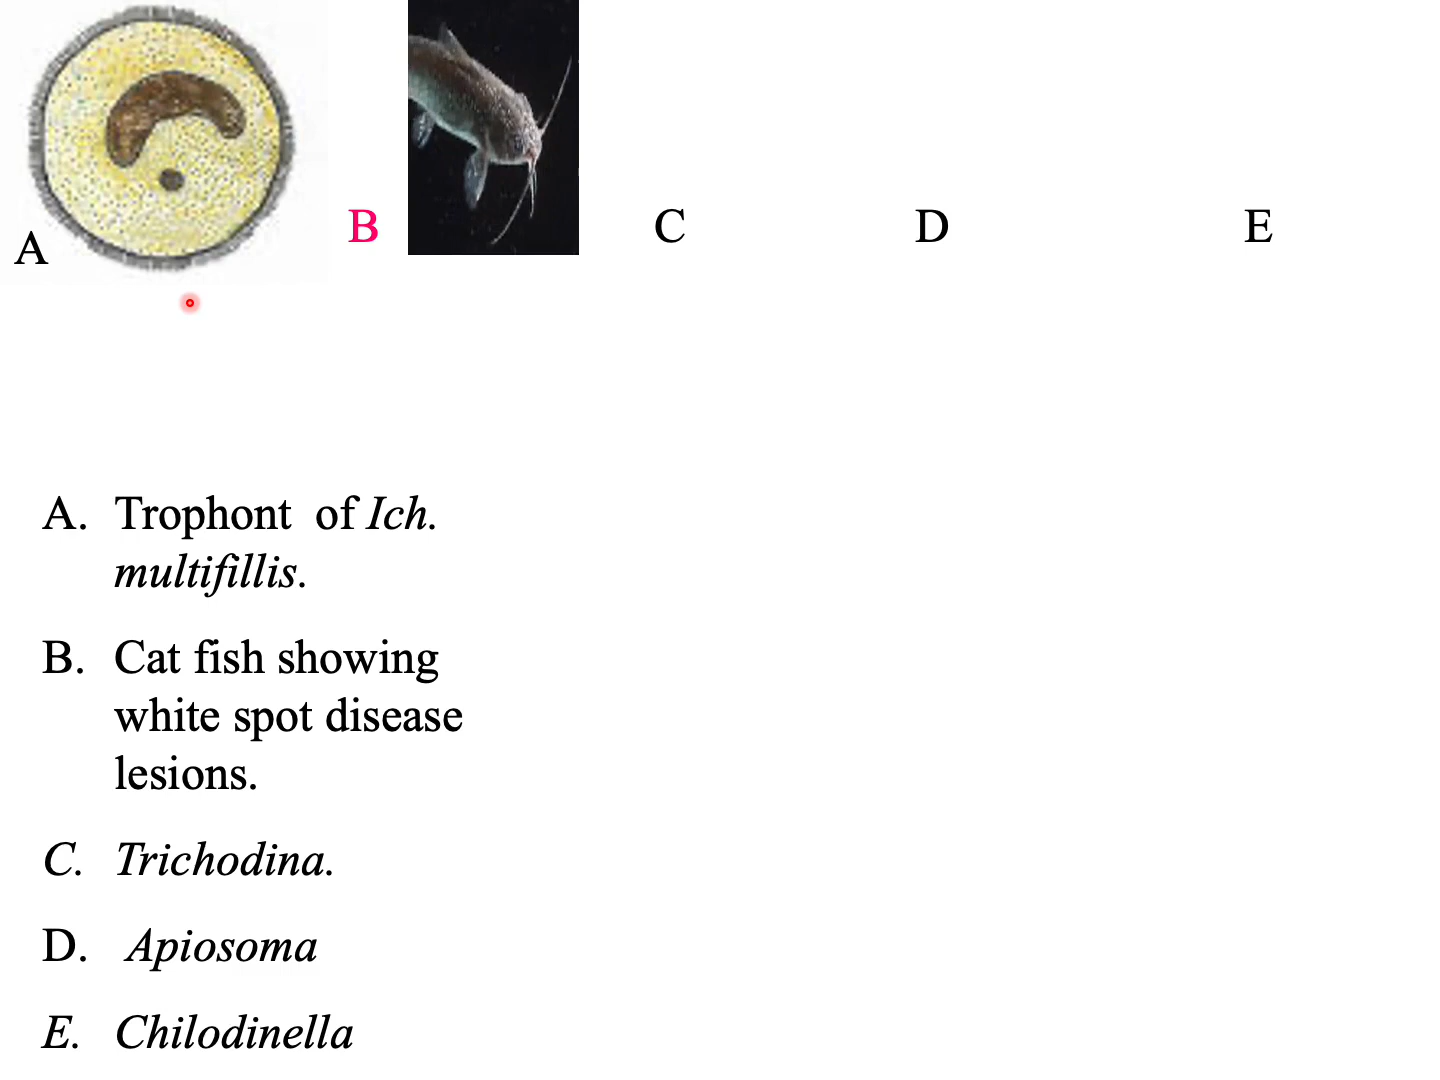 A
B
C
D
E
A. Trophont of Ich.
multifillis.
B. Cat fish showing
white spot disease
lesions.
C. Trichodina.
D. Apiosoma
E. Chilodinella